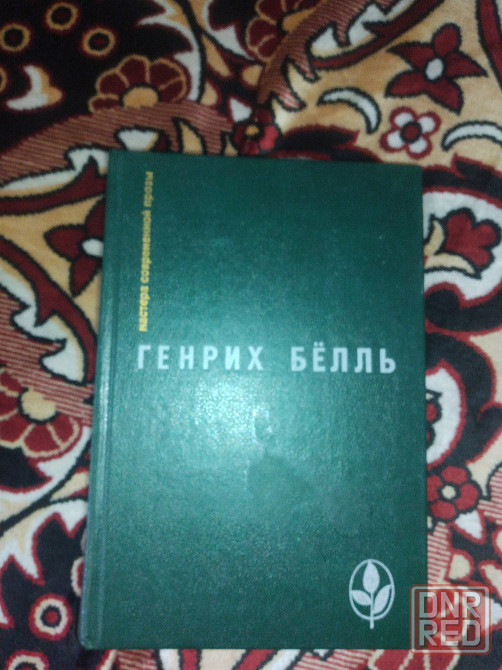 мастера современной прозы
ГЕНРИХ БЁЛЛЬ
DNR
RED